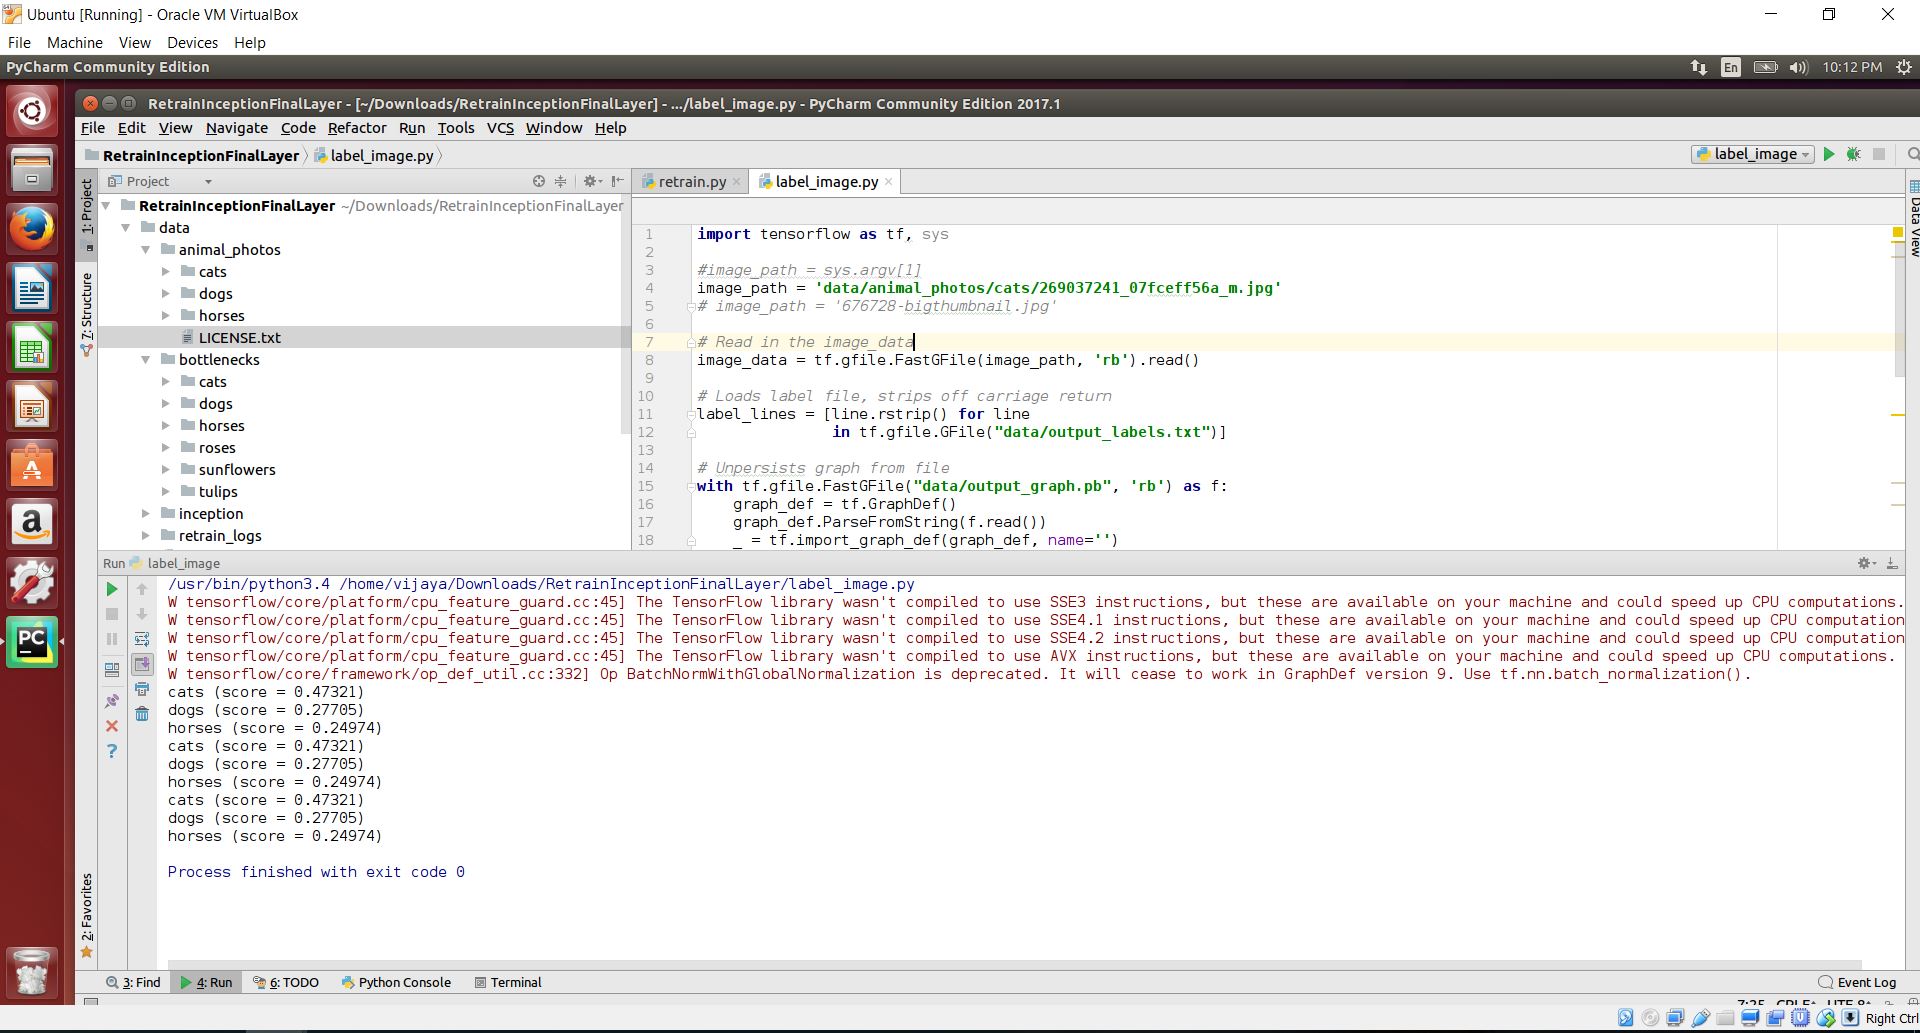 Ubuntu [Running] - Oracle VM VirtualBox
File Machine View Devices Help
PyCharm Community Edition
En
10:12 PM
RetrainInceptionFinalLayer - [~/Downloads/RetrainInceptionFinalLayer] - .../label_image.py - PyCharm Community Edition 2017.1
File Edit View Navigate Code Refactor Run Tools VCS Window Help
RetrainInceptionFinalLayer label_image.py
label_image
1: Project
7: Structure
2: Favorites
Data View
Project
RetrainInceptionFinalLayer ~/Downloads/RetrainInceptionFinalLayer
data
animal_photos
cats
dogs
horses
LICENSE.txt
bottlenecks
cats
dogs
horses
roses
sunflowers
tulips
inception
retrain_logs
retrain.py label_image.py
1 import tensorflow as tf, sys
2
3 #image_path = sys.argv[1]
4 image_path = 'data/animal_photos/cats/269037241_07fceff56a_m.jpg'
5 # image_path = '676728-bigthumbnail.jpg'
6
7 # Read in the image_data
8 image_data = tf.gfile.FastGFile(image_path, 'rb').read()
9
10 # Loads label file, strips off carriage return
11 label_lines = [line.rstrip() for line
12 in tf.gfile.GFile("data/output_labels.txt")]
13
14 # Unpersists graph from file
15 with tf.gfile.FastGFile("data/output_graph.pb", 'rb') as f:
16 graph_def = tf.GraphDef()
17 graph_def.ParseFromString(f.read())
18 _ = tf.import_graph_def(graph_def, name='')
Run label_image
/usr/bin/python3.4 /home/vijaya/Downloads/RetrainInceptionFinalLayer/label_image.py
W tensorflow/core/platform/cpu_feature_guard.cc:45] The TensorFlow library wasn't compiled to use SSE3 instructions, but these are available on your machine and could speed up CPU computations.
W tensorflow/core/platform/cpu_feature_guard.cc:45] The TensorFlow library wasn't compiled to use SSE4.1 instructions, but these are available on your machine and could speed up CPU computation
W tensorflow/core/platform/cpu_feature_guard.cc:45] The TensorFlow library wasn't compiled to use SSE4.2 instructions, but these are available on your machine and could speed up CPU computation
W tensorflow/core/platform/cpu_feature_guard.cc:45] The TensorFlow library wasn't compiled to use AVX instructions, but these are available on your machine and could speed up CPU computations.
W tensorflow/core/framework/op_def_util.cc:332] Op BatchNormWithGlobalNormalization is deprecated. It will cease to work in GraphDef version 9. Use tf.nn.batch_normalization().
cats (score = 0.47321)
dogs (score = 0.27705)
horses (score = 0.24974)
cats (score = 0.47321)
dogs (score = 0.27705)
horses (score = 0.24974)
cats (score = 0.47321)
dogs (score = 0.27705)
horses (score = 0.24974)
Process finished with exit code 0
3: Find 4: Run 6: TODO Python Console Terminal Event Log
Right Ctrl